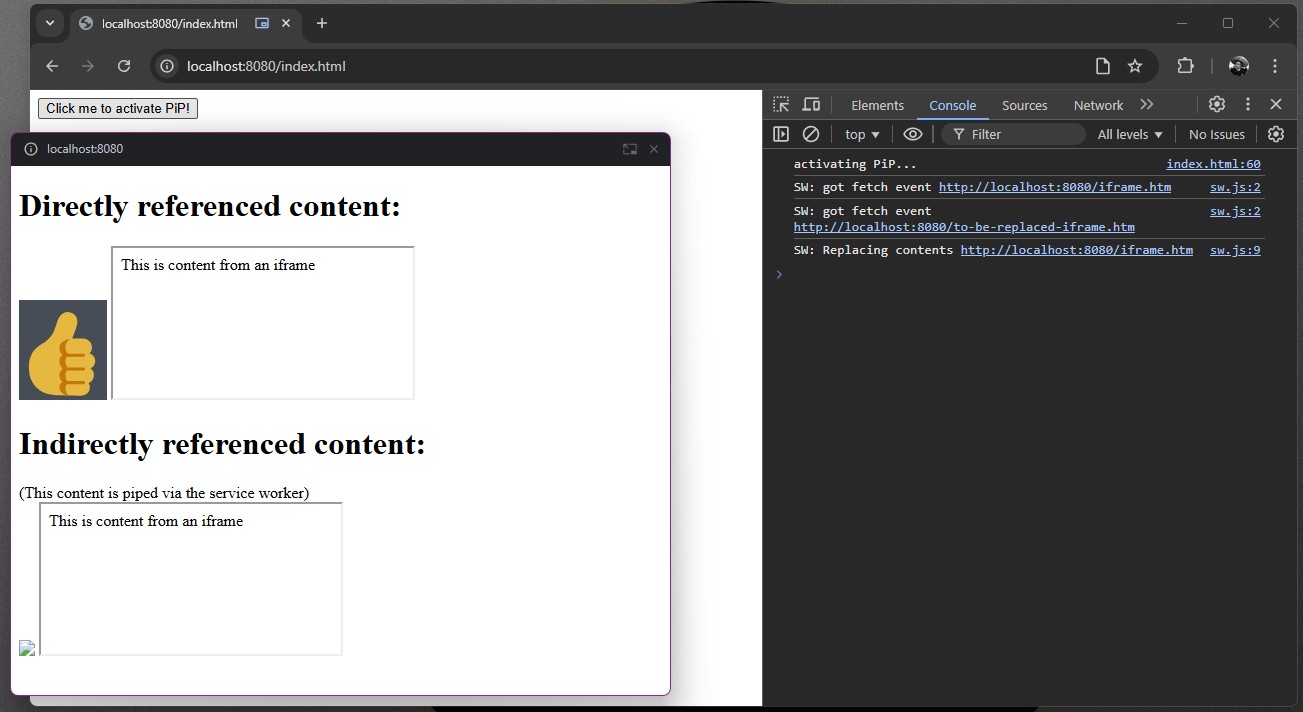 localhost:8080/index.html
localhost:8080/index.html
Click me to activate PiP!
localhost:8080
Directly referenced content:
This is content from an iframe
Indirectly referenced content:
(This content is piped via the service worker)
This is content from an iframe
Elements Console Sources Network
top Filter All levels No Issues
activating PiP... index.html:60
SW: got fetch event http://localhost:8080/iframe.htm sw.js:2
SW: got fetch event sw.js:2
http://localhost:8080/to-be-replaced-iframe.htm
SW: Replacing contents http://localhost:8080/iframe.htm sw.js:9